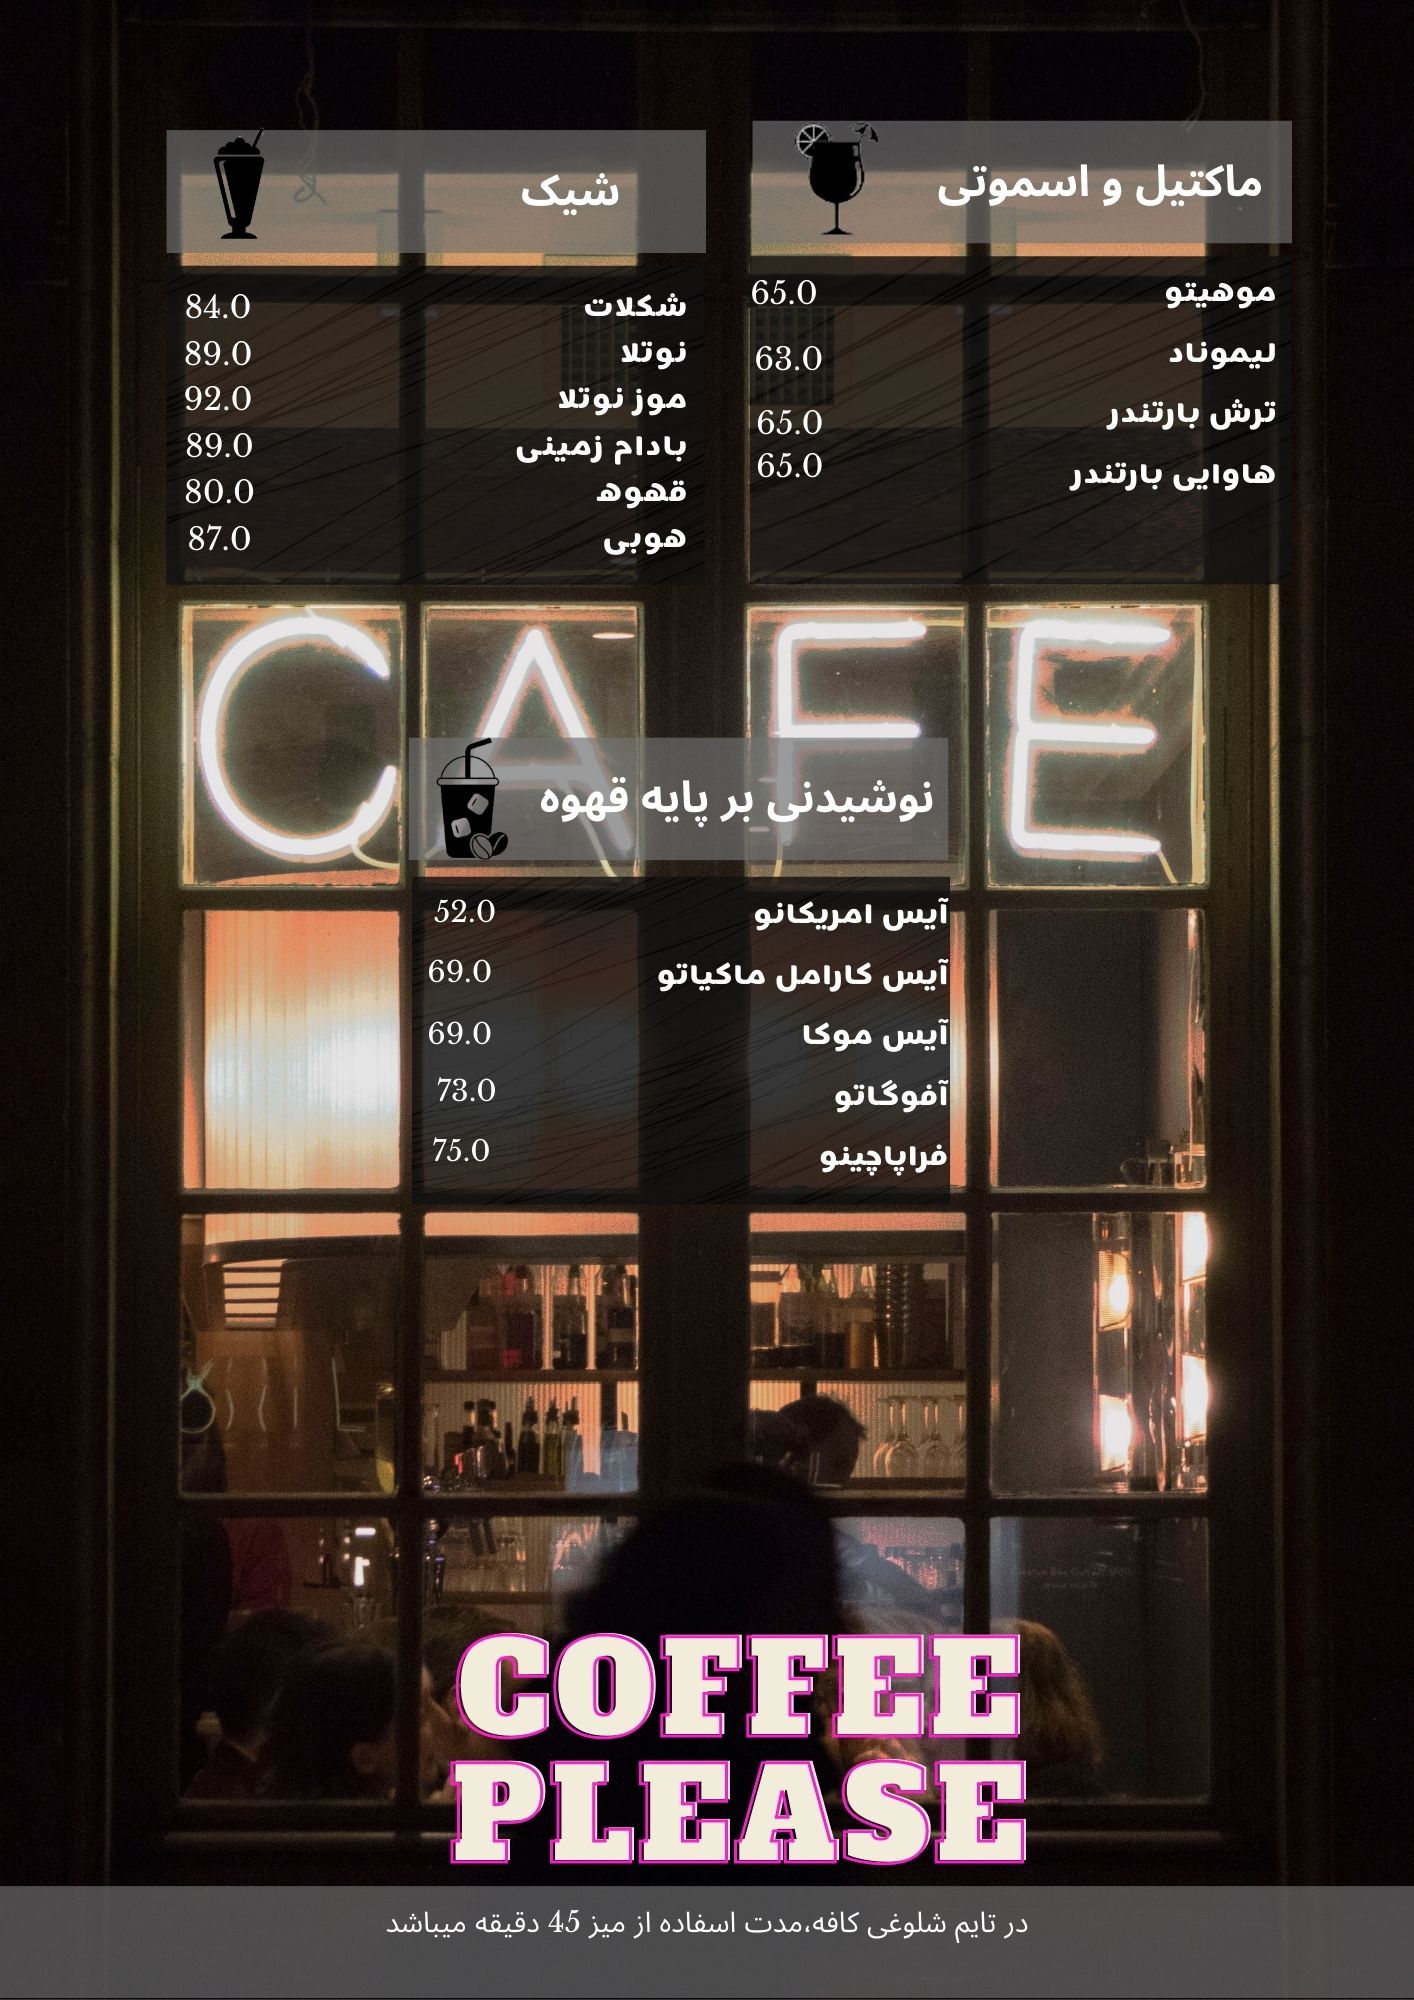 ماکتیل و اسموتی
موهیتو 65.0
لیموناد 63.0
ترش بارتندر 65.0
هاوایی بارتندر 65.0
شیک
شکلات 84.0
نوتلا 89.0
موز نوتلا 92.0
بادام زمینی 89.0
قهوه 80.0
هوبی 87.0
CAFE
نوشیدنی بر پایه قهوه
آیس امریکانو 52.0
آیس کارامل ماکیاتو 69.0
آیس موکا 69.0
آفوگاتو 73.0
فراپاچینو 75.0
COFFEE
PLEASE
در تایم شلوغی کافه،مدت اسفاده از میز 45 دقیقه میباشد